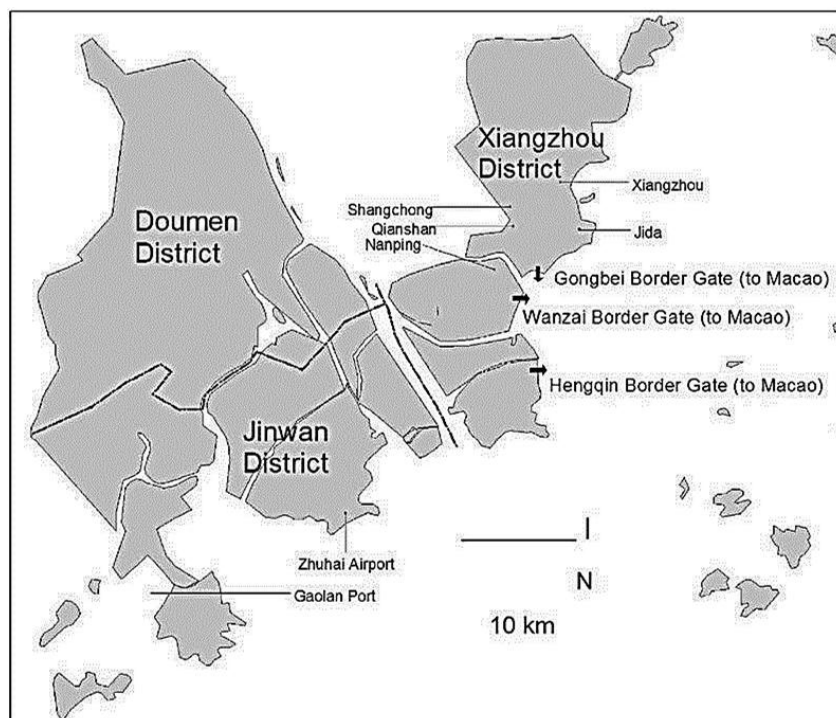 Xiangzhou
District
Xiangzhou
Shangchong
Qianshan
Nanping
Jida
Doumen
District
Gongbei Border Gate (to Macao)
Wanzai Border Gate (to Macao)
Hengqin Border Gate (to Macao)
Jinwan
District
Zhuhai Airport
Gaolan Port
N
10 km